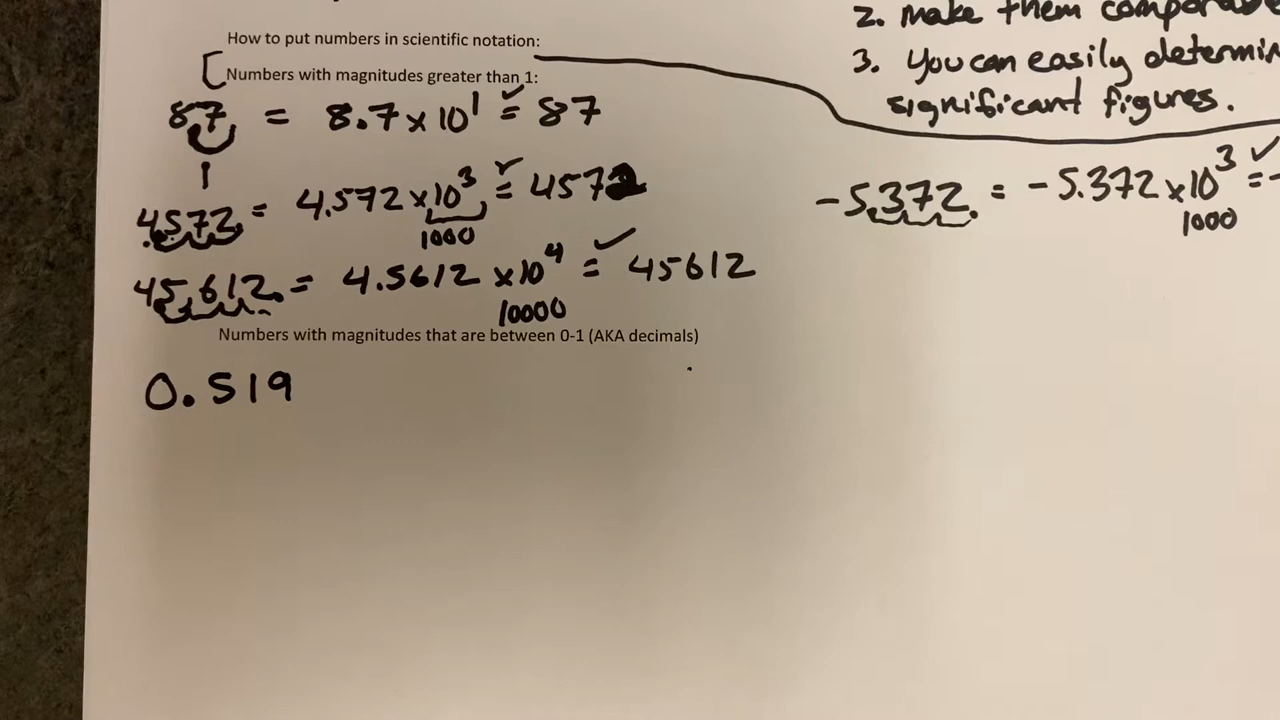 2. Make them comparable
How to put numbers in scientific notation:
3. You can easily
significant figures.
Numbers with magnitudes greater than 1:
87. = 8.7 x 10^1 = 87
1
4572. = 4.572 x 10^3 = 4572
1000
-5372. = -5.372 x 10^3 = -
1000
45,612. = 4.5612 x 10^4 = 45612
10000
Numbers with magnitudes that are between 0-1 (AKA decimals)
0.519